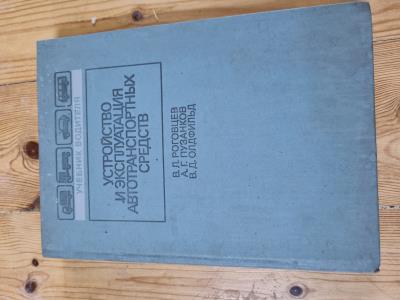 УЧЕБНИК ВОДИТЕЛЯ
УСТРОЙСТВО
И ЭКСПЛУАТАЦИЯ
АВТОТРАНСПОРТНЫХ
СРЕДСТВ
В. Л. РОГОВЦЕВ
А. Г. ПУЗАНКОВ
В. Д. ОЛДФИЛЬД